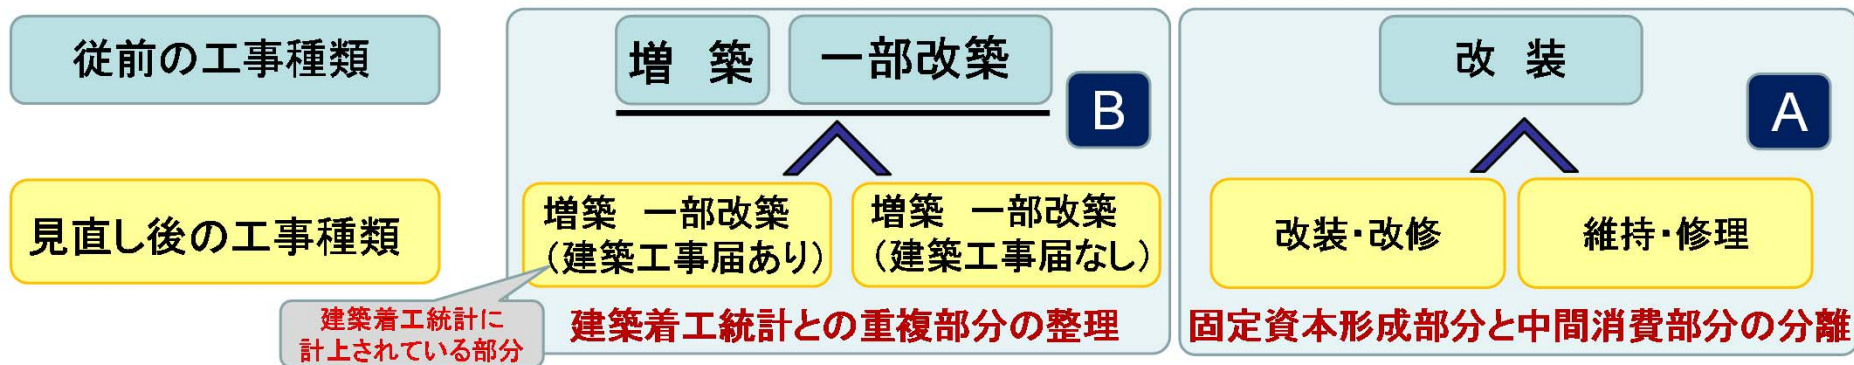 従前の工事種類
増 築
一部改築
B
改 装
A
見直し後の工事種類
増築 一部改築
(建築工事届あり)
増築 一部改築
(建築工事届なし)
改装・改修
維持・修理
建築着工統計に
計上されている部分
建築着工統計との重複部分の整理
固定資本形成部分と中間消費部分の分離